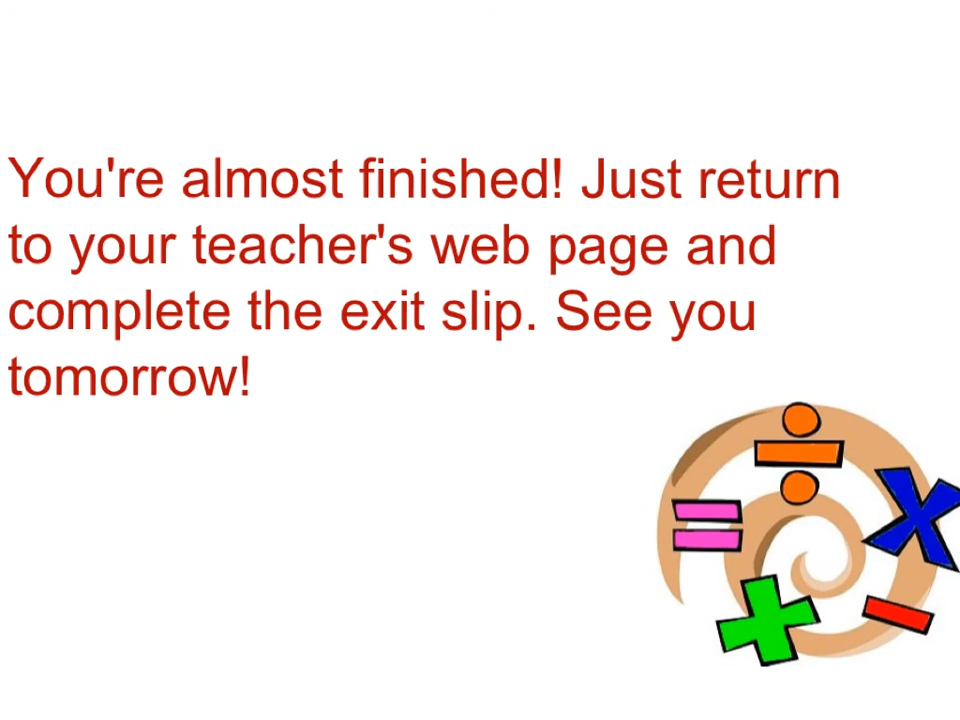 You're almost finished! Just return
to your teacher's web page and
complete the exit slip. See you
tomorrow!